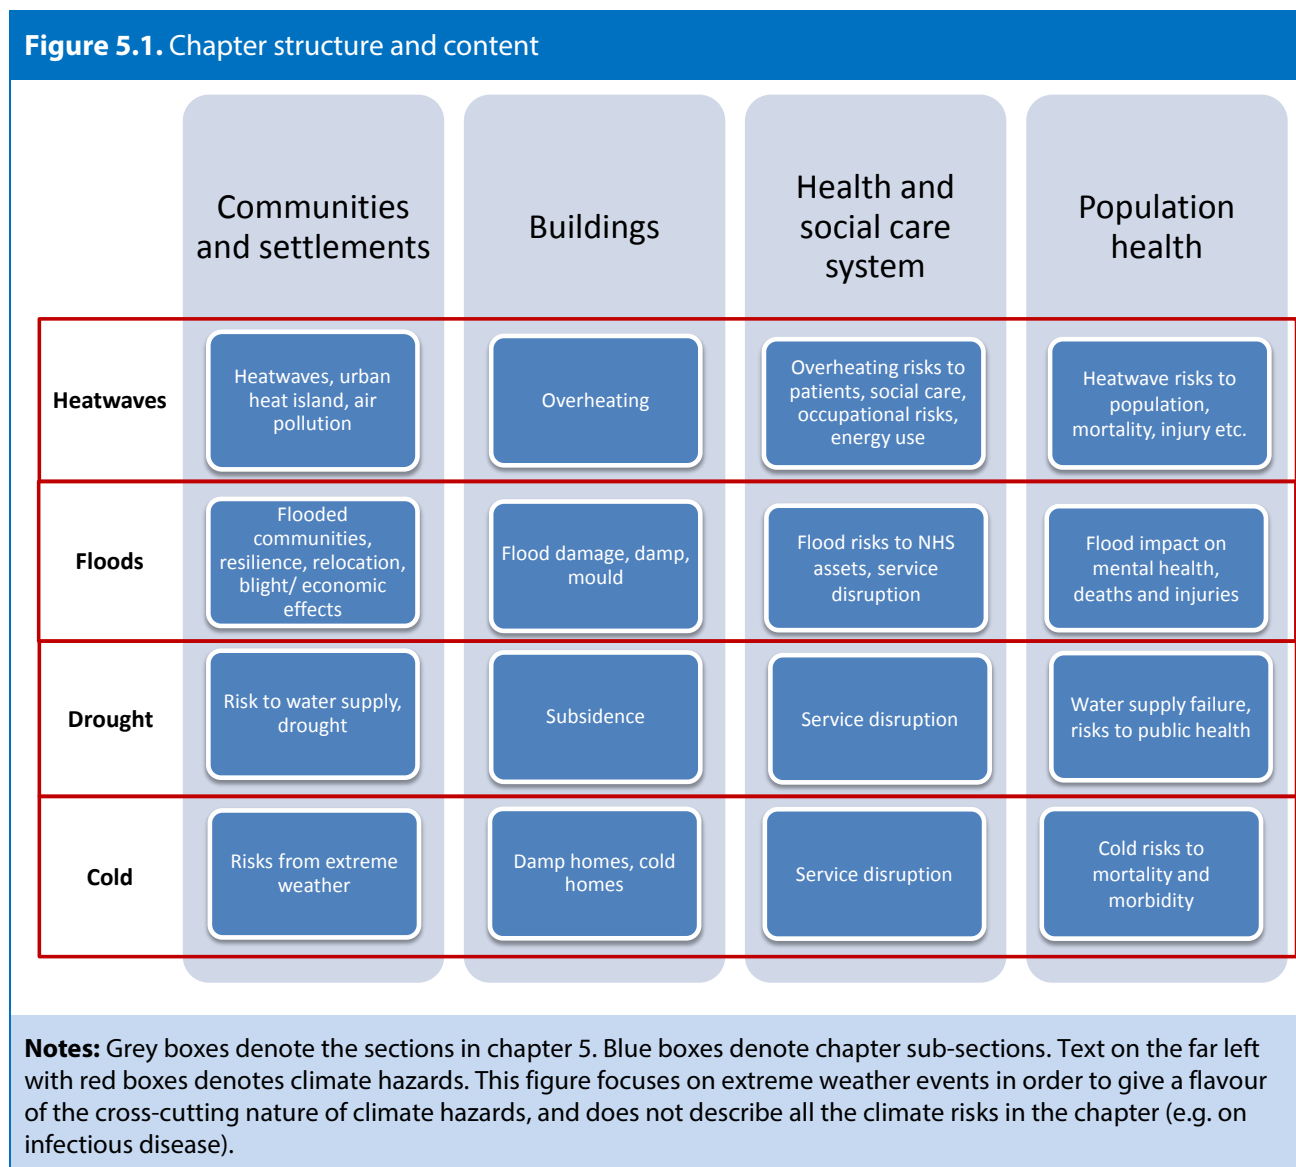 Figure 5.1. Chapter structure and content
Communities
and settlements
Buildings
Health and
social care
system
Population
health
Heatwaves
Heatwaves, urban
heat island, air
pollution
Overheating
Overheating risks to
patients, social care,
occupational risks,
energy use
Heatwave risks to
population,
mortality, injury etc.
Floods
Flooded
communities,
resilience, relocation,
blight/ economic
effects
Flood damage, damp,
mould
Flood risks to NHS
assets, service
disruption
Flood impact on
mental health,
deaths and injuries
Drought
Risk to water supply,
drought
Subsidence
Service disruption
Water supply failure,
risks to public health
Cold
Risks from extreme
weather
Damp homes, cold
homes
Service disruption
Cold risks to
mortality and
morbidity
Notes: Grey boxes denote the sections in chapter 5. Blue boxes denote chapter sub-sections. Text on the far left
with red boxes denotes climate hazards. This figure focuses on extreme weather events in order to give a flavour
of the cross-cutting nature of climate hazards, and does not describe all the climate risks in the chapter (e.g. on
infectious disease).